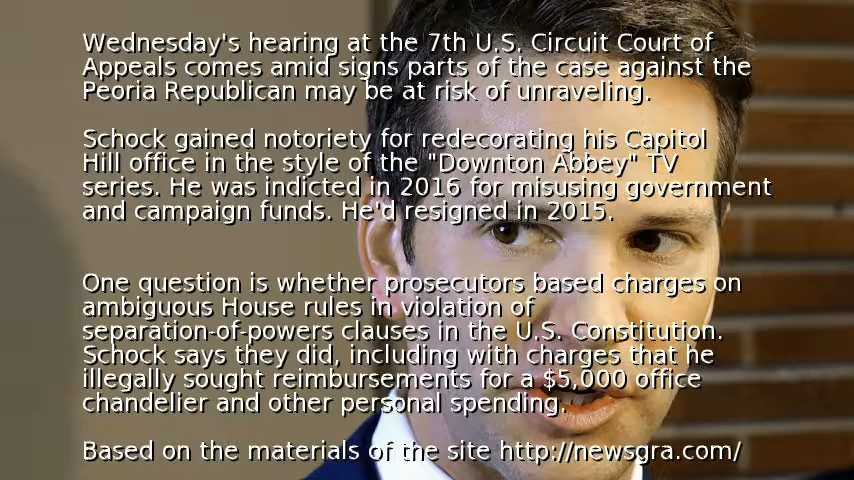 Wednesday's hearing at the 7th U.S. Circuit Court of
Appeals comes amid signs parts of the case against the
Peoria Republican may be at risk of unraveling.
Schock gained notoriety for redecorating his Capitol
Hill office in the style of the "Downton Abbey" TV
series. He was indicted in 2016 for misusing government
and campaign funds. He'd resigned in 2015.
One question is whether prosecutors based charges on
ambiguous House rules in violation of
separation-of-powers clauses in the U.S. Constitution.
Schock says they did, including with charges that he
illegally sought reimbursements for a $5,000 office
chandelier and other personal spending.
Based on the materials of the site http://newsgra.com/